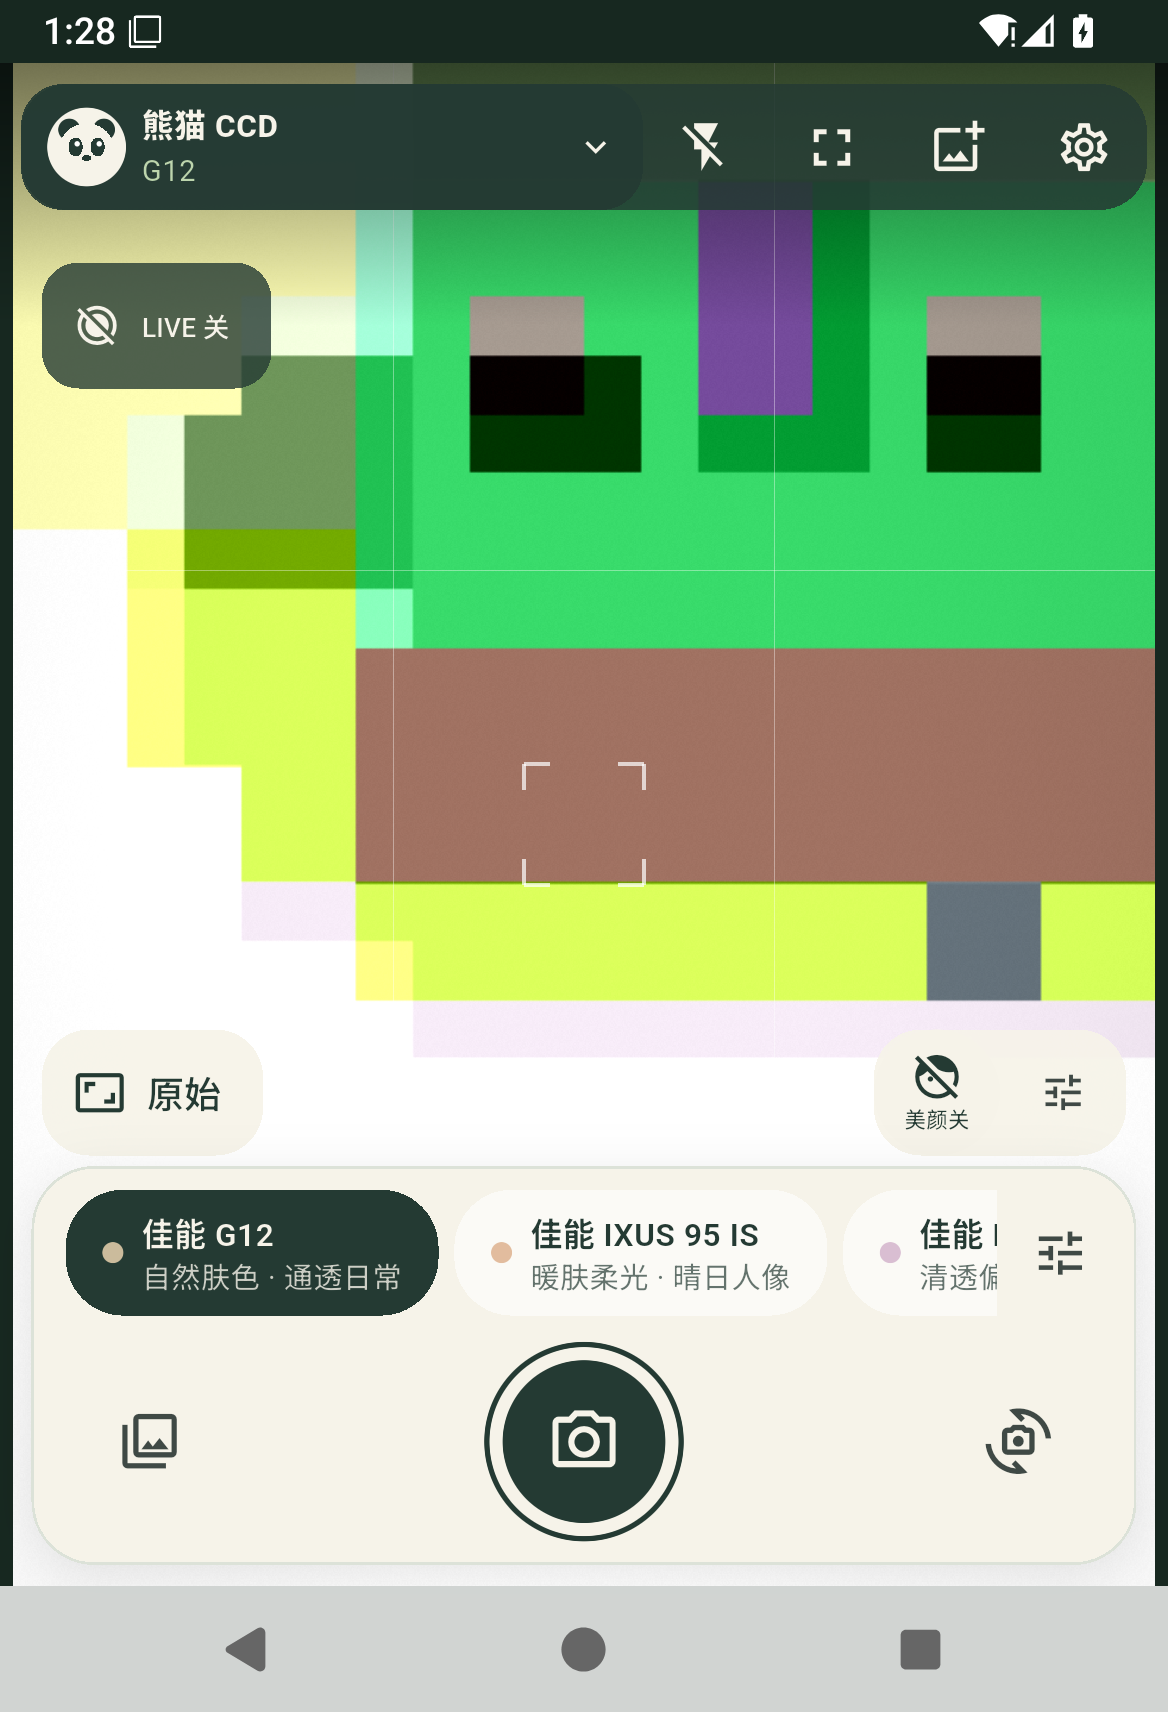 1:28
熊猫 CCD
G12
LIVE 关
原始
美颜关
佳能 G12
自然肤色 · 通透日常
佳能 IXUS 95 IS
暖肤柔光 · 晴日人像
佳能
清透偏